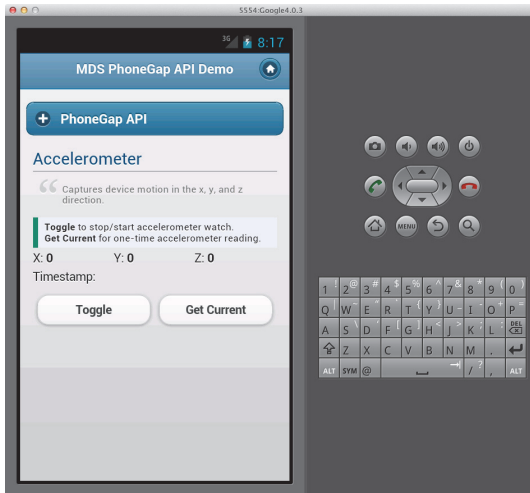 5554:Google4.0.3
3G 8:17
MDS PhoneGap API Demo
PhoneGap API
Accelerometer
Captures device motion in the x, y, and z
direction.
Toggle to stop/start accelerometer watch.
Get Current for one-time accelerometer reading.
X: 0 Y: 0 Z: 0
Timestamp:
Toggle Get Current
MENU
1 ! 2 @ 3 # 4 $ 5 % 6 ^ 7 & 8 * 9 ( 0 )
Q W ~ E " R ` T { Y } U - I O + P =
A S \ D ' F [ G ] H < J > K ; L : DEL
Z X C V B N M .
ALT SYM @ / ? , ALT